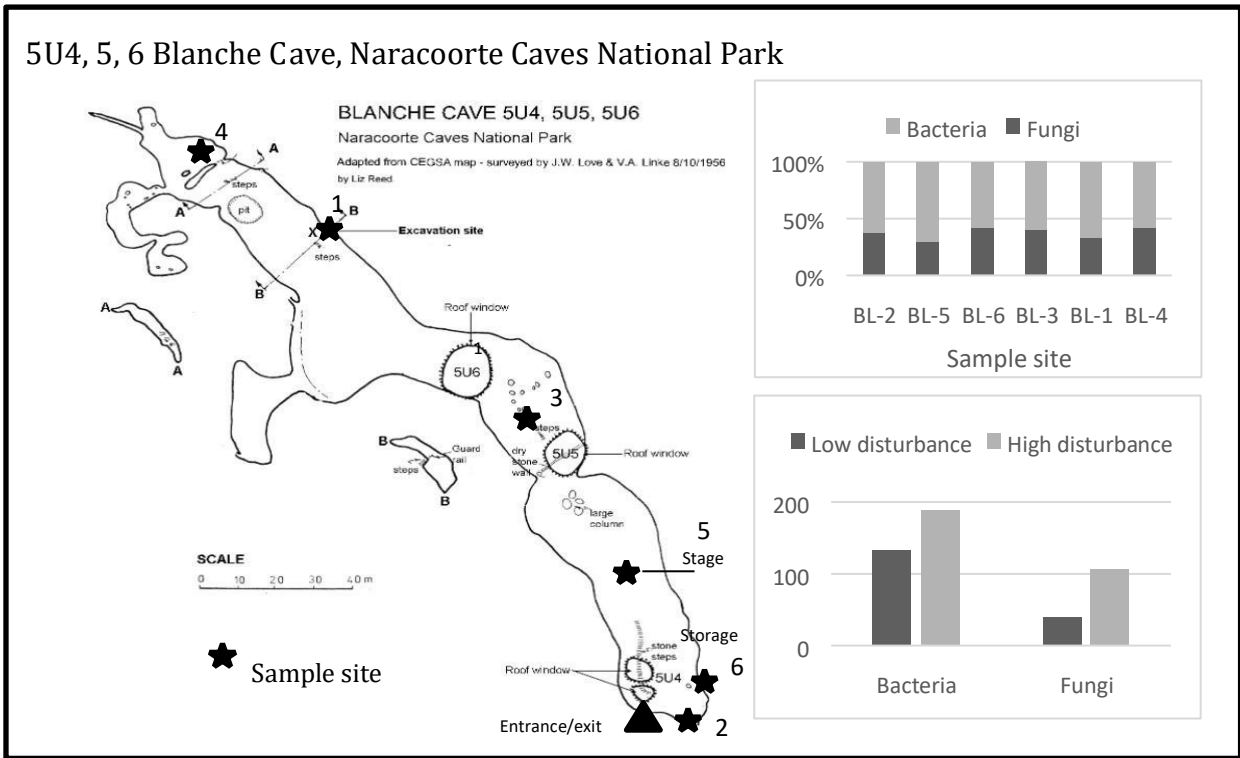 5U4, 5, 6 Blanche Cave, Naracoorte Caves National Park
BLANCHE CAVE 5U4, 5U5, 5U6
Naracoorte Caves National Park
Adapted from CEGSA map - surveyed by J.W. Love & V.A. Linke 8/10/1956
by Liz Reed
4
A
steps
A
pit
1
B
X
Excavation site
steps
B
Roof window
1
5U6
A
A
3
steps
dry stone wall
5U5
Roof window
B
Guard rail
steps
B
large column
5
Stage
SCALE
0 10 20 30 40 m
Storage
stone steps
Roof window
5U4
6
Sample site
Entrance/exit
2
Bacteria Fungi
100%
50%
0%
BL-2 BL-5 BL-6 BL-3 BL-1 BL-4
Sample site
Low disturbance High disturbance
200
100
0
Bacteria Fungi